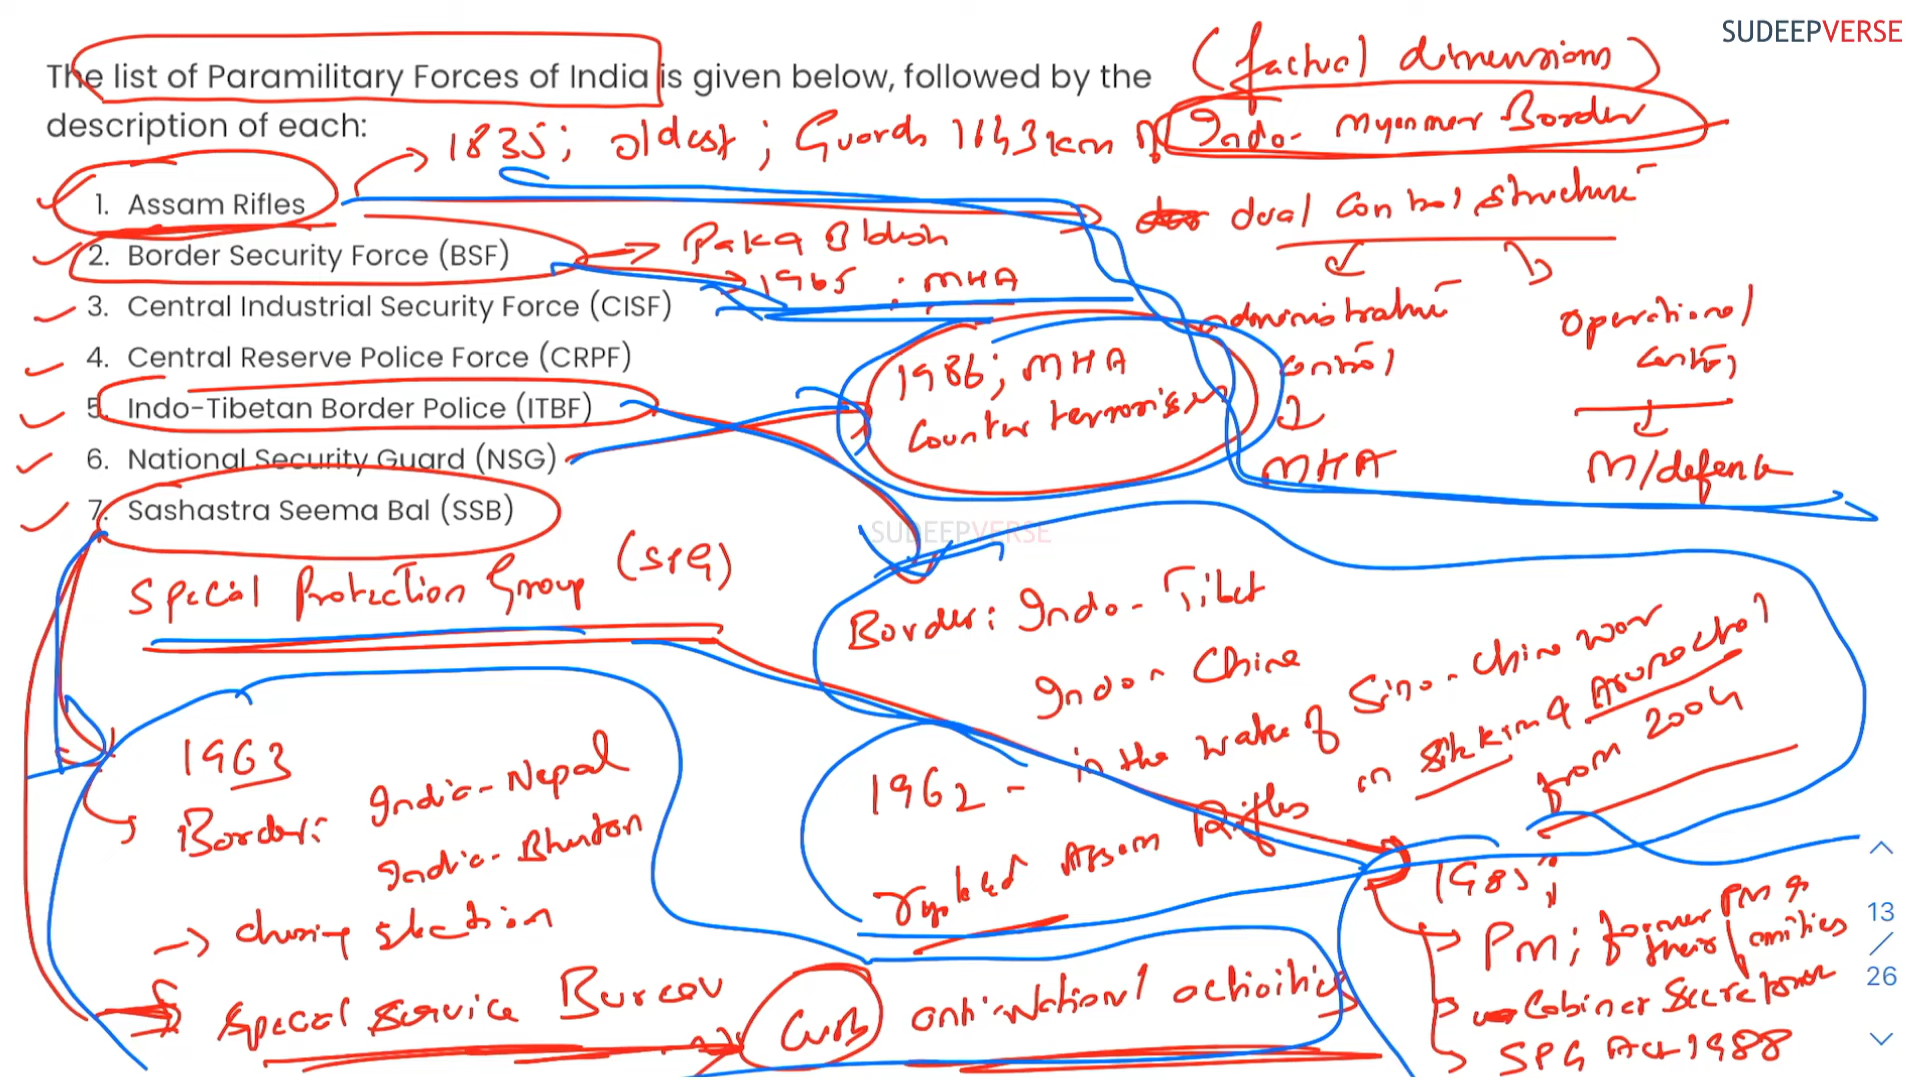 SUDEEPVERSE
The list of Paramilitary Forces of India is given below, followed by the
description of each:
(factual dimensions)
1835; oldest; Guards 1643 km of Indo- Myanmar Border
1. Assam Rifles
dual control structure
2. Border Security Force (BSF)
Pak & Bdesh
1965 ; MHA
3. Central Industrial Security Force (CISF)
administrative
control
MHA
operational
control
M/defence
4. Central Reserve Police Force (CRPF)
5. Indo-Tibetan Border Police (ITBF)
1986; MHA
Counter terrorism
6. National Security Guard (NSG)
7. Sashastra Seema Bal (SSB)
SUDEEPVERSE
Special Protection Group (SPG)
Border: Indo-Tibet
Indo- China
1962 - in the wake of Sino-China war
replaced Assam Rifles in Sikkim & Arunachal
from 2004
1963
Border: India-Nepal
India-Bhutan
during election
Special Service Bureau
Curb anti-National activities
1985;
PM; former PM &
their families
Cabinet Secretariat
SPG Act 1988
13
/
26